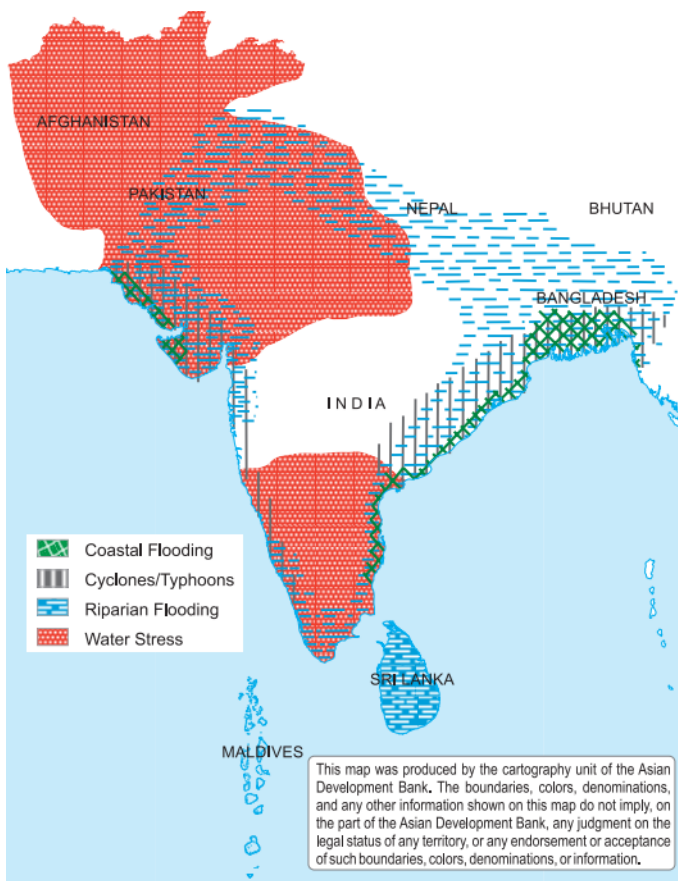 AFGHANISTAN
PAKISTAN
NEPAL
BHUTAN
BANGLADESH
INDIA
Coastal Flooding
Cyclones/Typhoons
Riparian Flooding
Water Stress
SRI LANKA
MALDIVES
This map was produced by the cartography unit of the Asian
Development Bank. The boundaries, colors, denominations,
and any other information shown on this map do not imply, on
the part of the Asian Development Bank, any judgment on the
legal status of any territory, or any endorsement or acceptance
of such boundaries, colors, denominations, or information.